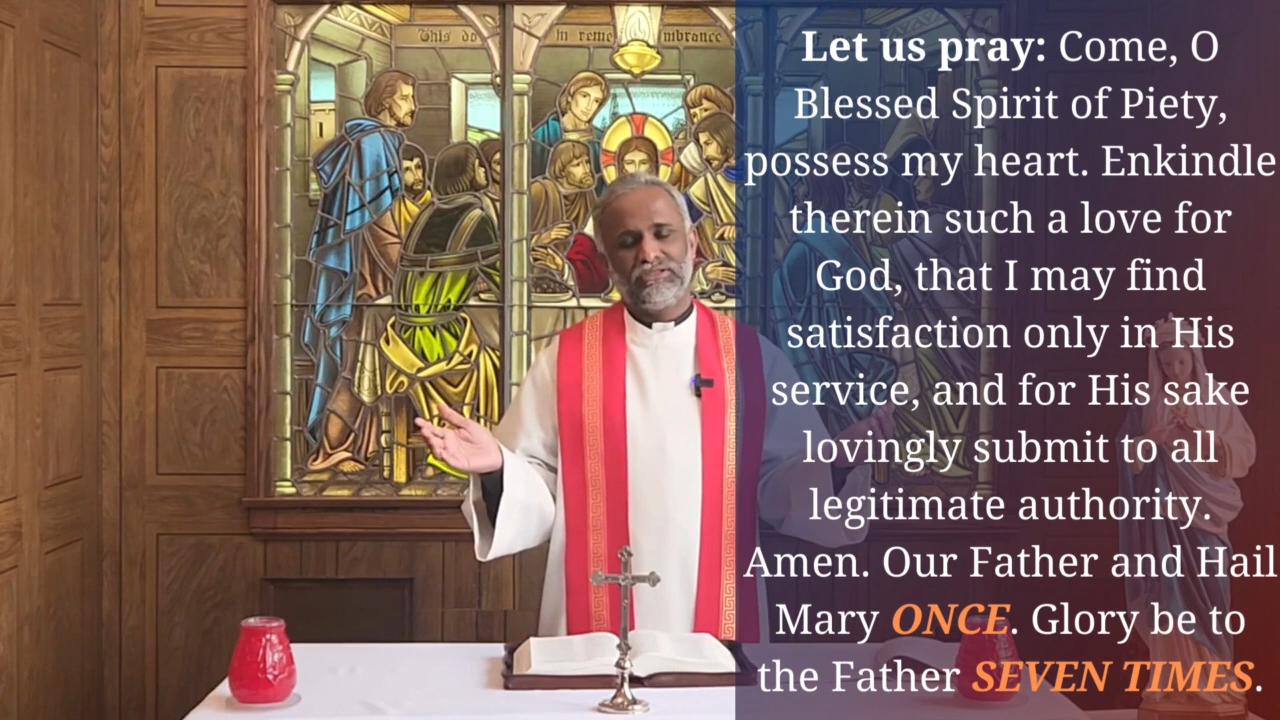 This do in reme mbrance
Let us pray: Come, O
Blessed Spirit of Piety,
possess my heart. Enkindle
therein such a love for
God, that I may find
satisfaction only in His
service, and for His sake
lovingly submit to all
legitimate authority.
Amen. Our Father and Hail
Mary ONCE. Glory be to
the Father SEVEN TIMES.